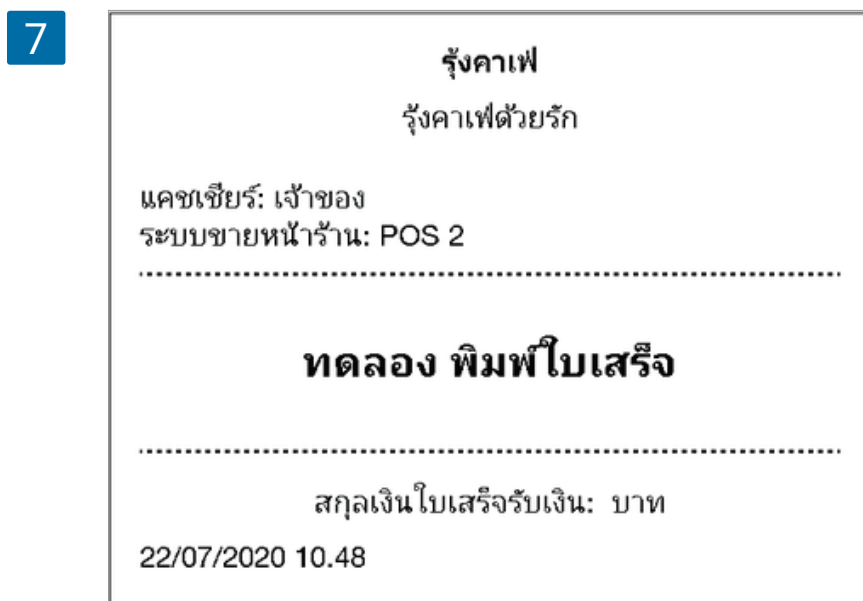 7
รุ้งคาเฟ่
รุ้งคาเฟ่ด้วยรัก
แคชเชียร์: เจ้าของ
ระบบขายหน้าร้าน: POS 2
ทดลอง พิมพ์ใบเสร็จ
สกุลเงินใบเสร็จรับเงิน: บาท
22/07/2020 10.48